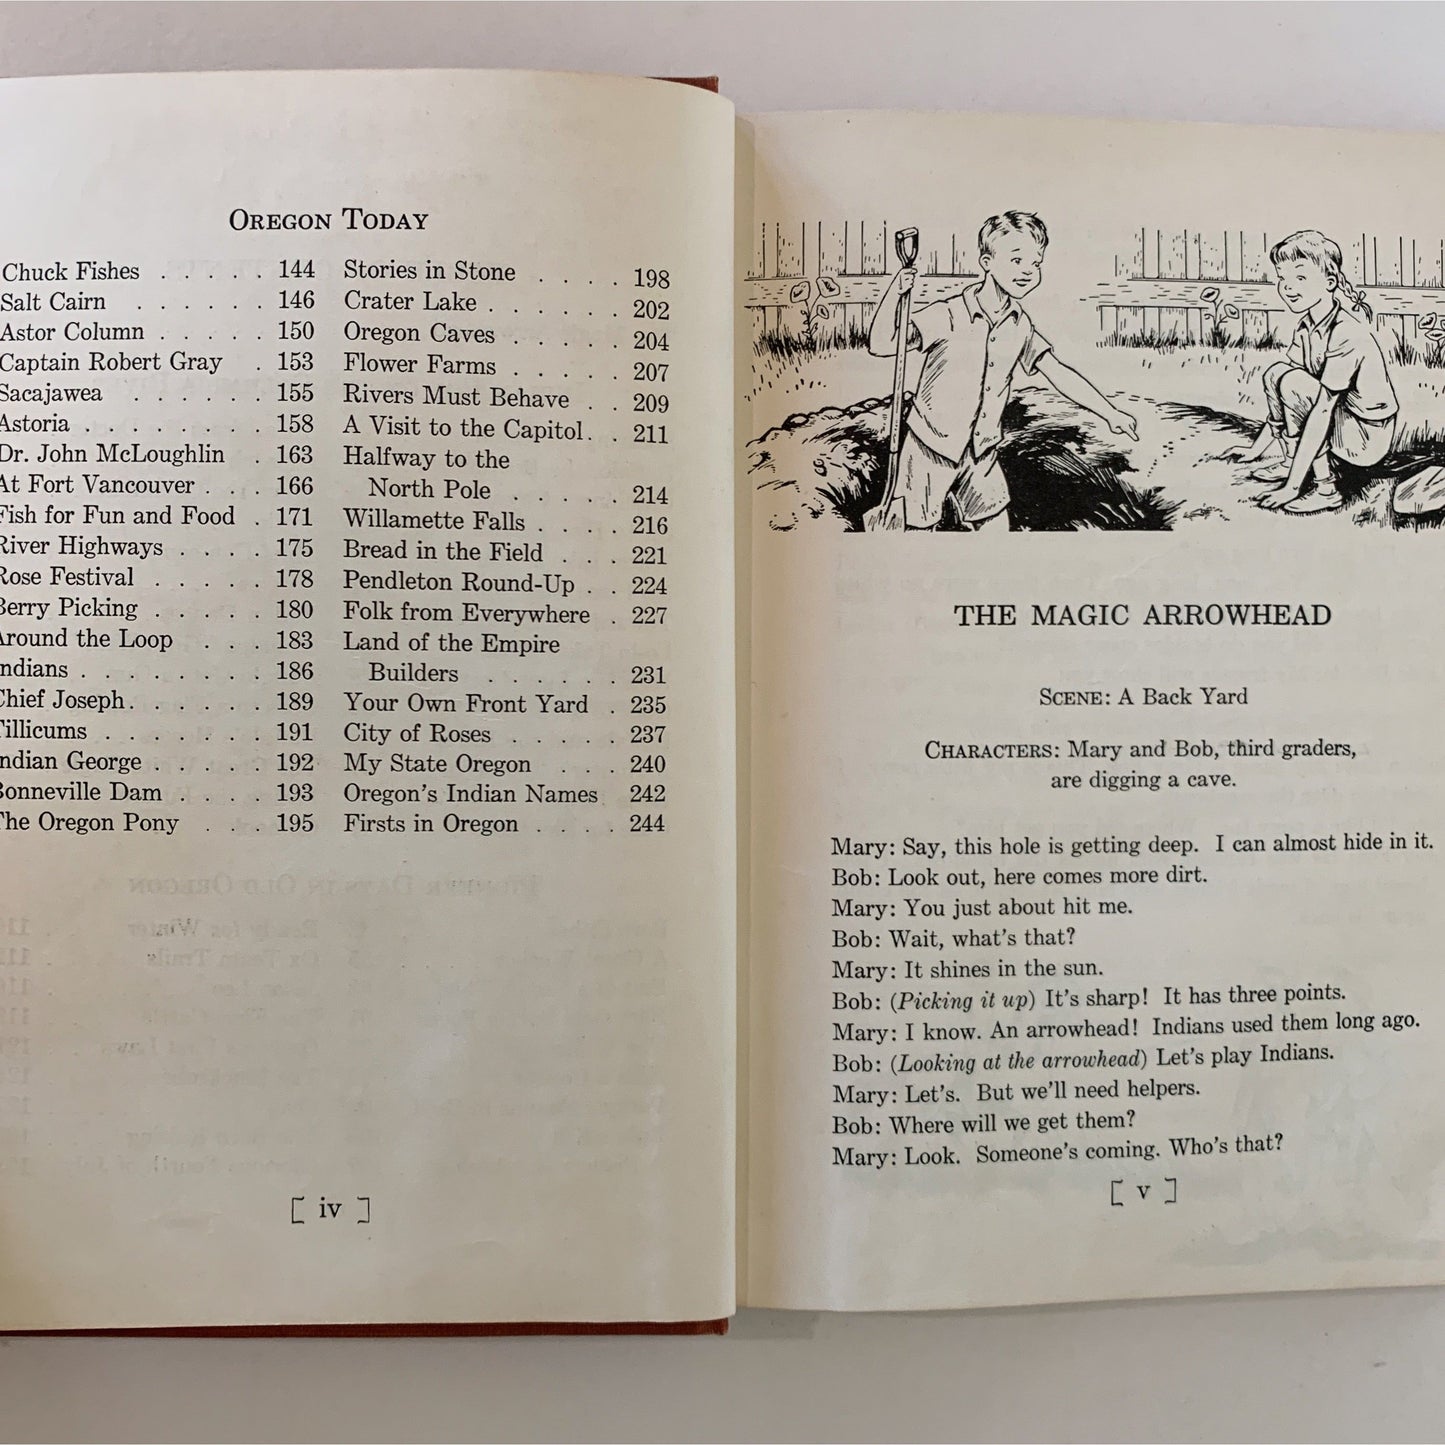 OREGON TODAY
Chuck Fishes . . . . . 144
Salt Cairn . . . . . . 146
Astor Column . . . . . 150
Captain Robert Gray . 153
Sacajawea . . . . . . 155
Astoria . . . . . . . . 158
Dr. John McLoughlin . 163
At Fort Vancouver . . . 166
Fish for Fun and Food . 171
River Highways . . . . 175
Rose Festival . . . . . 178
Berry Picking . . . . . 180
Around the Loop . . . 183
ndians . . . . . . . . 186
Chief Joseph . . . . . . 189
Tillicums . . . . . . . 191
ndian George . . . . . 192
Bonneville Dam . . . . 193
The Oregon Pony . . . 195
Stories in Stone . . . . 198
Crater Lake . . . . . . 202
Oregon Caves . . . . . 204
Flower Farms . . . . . 207
Rivers Must Behave . . 209
A Visit to the Capitol . . 211
Halfway to the
North Pole . . . . . 214
Willamette Falls . . . . 216
Bread in the Field . . . 221
Pendleton Round-Up . . 224
Folk from Everywhere . 227
Land of the Empire
Builders . . . . . . 231
Your Own Front Yard . 235
City of Roses . . . . . 237
My State Oregon . . . 240
Oregon's Indian Names 242
Firsts in Oregon . . . . 244
[ iv ]
THE MAGIC ARROWHEAD
SCENE: A Back Yard
CHARACTERS: Mary and Bob, third graders,
are digging a cave.
Mary: Say, this hole is getting deep. I can almost hide in it.
Bob: Look out, here comes more dirt.
Mary: You just about hit me.
Bob: Wait, what's that?
Mary: It shines in the sun.
Bob: (Picking it up) It's sharp! It has three points.
Mary: I know. An arrowhead! Indians used them long ago.
Bob: (Looking at the arrowhead) Let's play Indians.
Mary: Let's. But we'll need helpers.
Bob: Where will we get them?
Mary: Look. Someone's coming. Who's that?
[ v ]